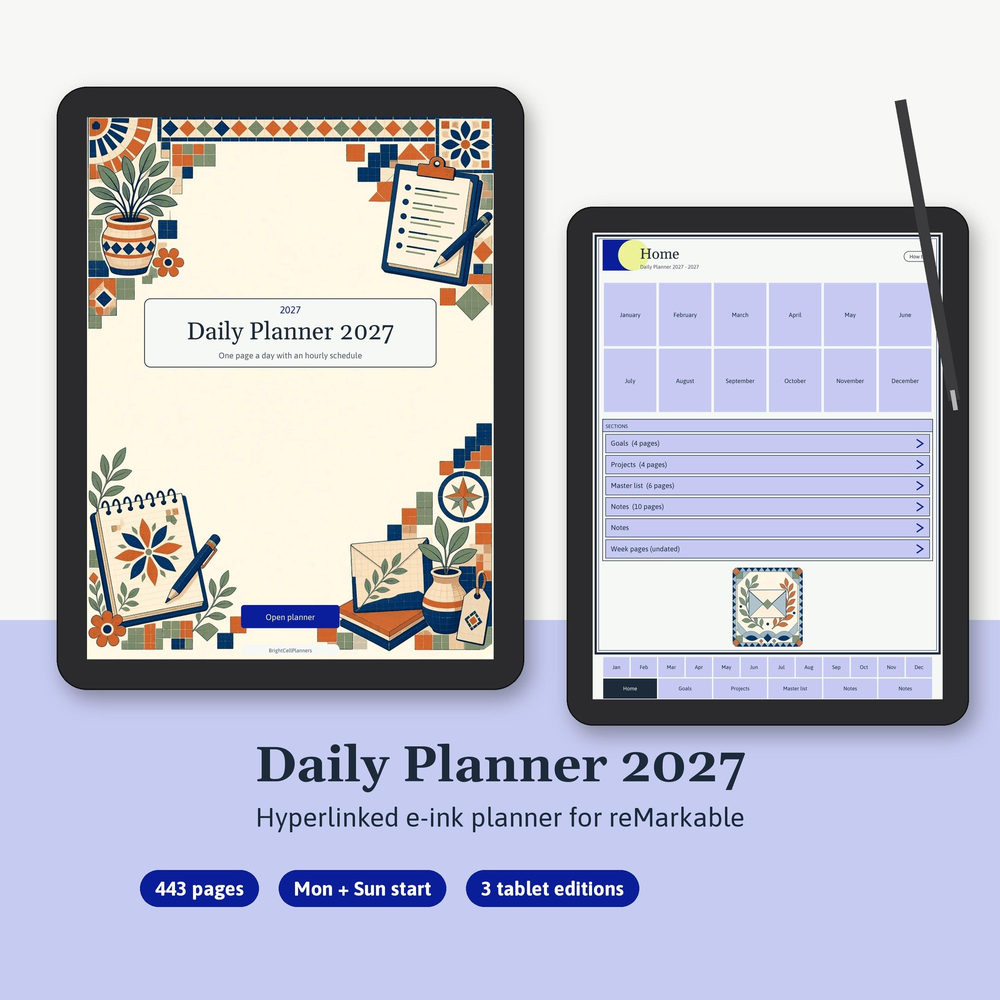 2027
Daily Planner 2027
One page a day with an hourly schedule
Open planner
BrightCellPlanners
Home
Daily Planner 2027 - 2027
How
January
February
March
April
May
June
July
August
September
October
November
December
SECTIONS
Goals (4 pages)
Projects (4 pages)
Master list (6 pages)
Notes (10 pages)
Notes
Week pages (undated)
Jan
Feb
Mar
Apr
May
Jun
Jul
Aug
Sep
Oct
Nov
Dec
Home
Goals
Projects
Master list
Notes
Notes
Daily Planner 2027
Hyperlinked e-ink planner for reMarkable
443 pages
Mon + Sun start
3 tablet editions